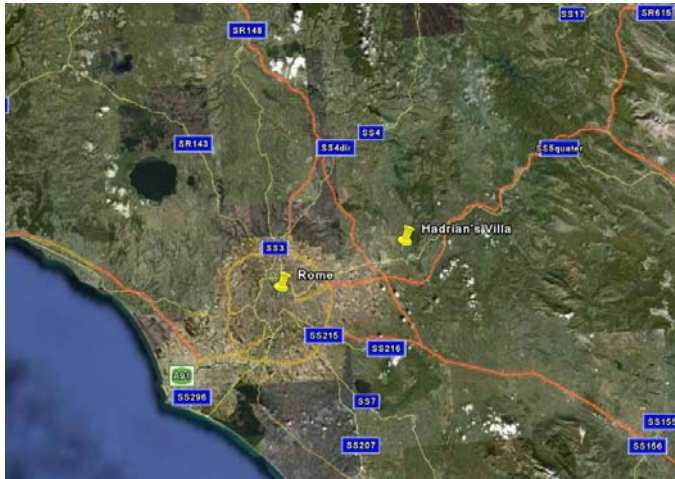 SS17
SR615
SR148
SS4
SR143
SS4dir
SS5quater
Hadrian's Villa
SS3
Rome
SS215
SS216
A91
SS296
SS7
SS155
SS207
SS156